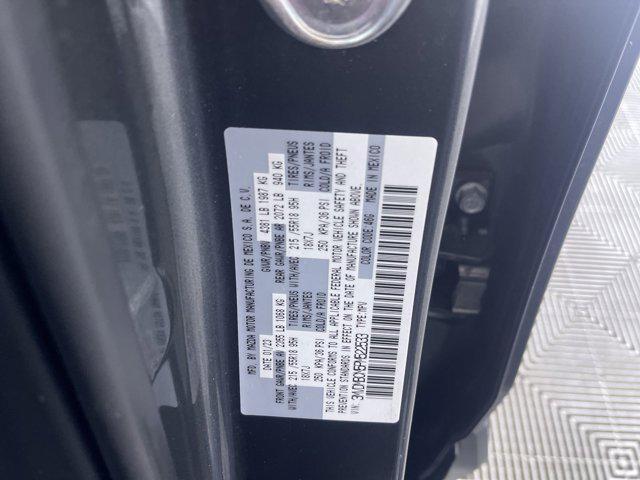 MFG. BY MAZDA MOTOR MANUFACTURING DE MEXICO S.A. DE C.V.
DATE 01/23 GVWR/PNBV 4381 LB 1987 KG
FRONT GAWR/PNBE AV 2355 LB 1068 KG REAR GAWR/PNBE AR 2072 LB 940 KG
WITH/AVEC 215 /55R18 95H TIRES/PNEUS WITH/AVEC 215 /55R18 95H TIRES/PNEUS
18X7J RIMS/JANTES 18X7J RIMS/JANTES
250 KPA/36 PSI COLD/A FROID 250 KPA/36 PSI COLD/A FROID
THIS VEHICLE CONFORMS TO ALL APPLICABLE FEDERAL MOTOR VEHICLE SAFETY AND THEFT
PREVENTION STANDARDS IN EFFECT ON THE DATE OF MANUFACTURE SHOWN ABOVE.
VIN: TYPE: MPV COLOR CODE 46G MADE IN MEXICO